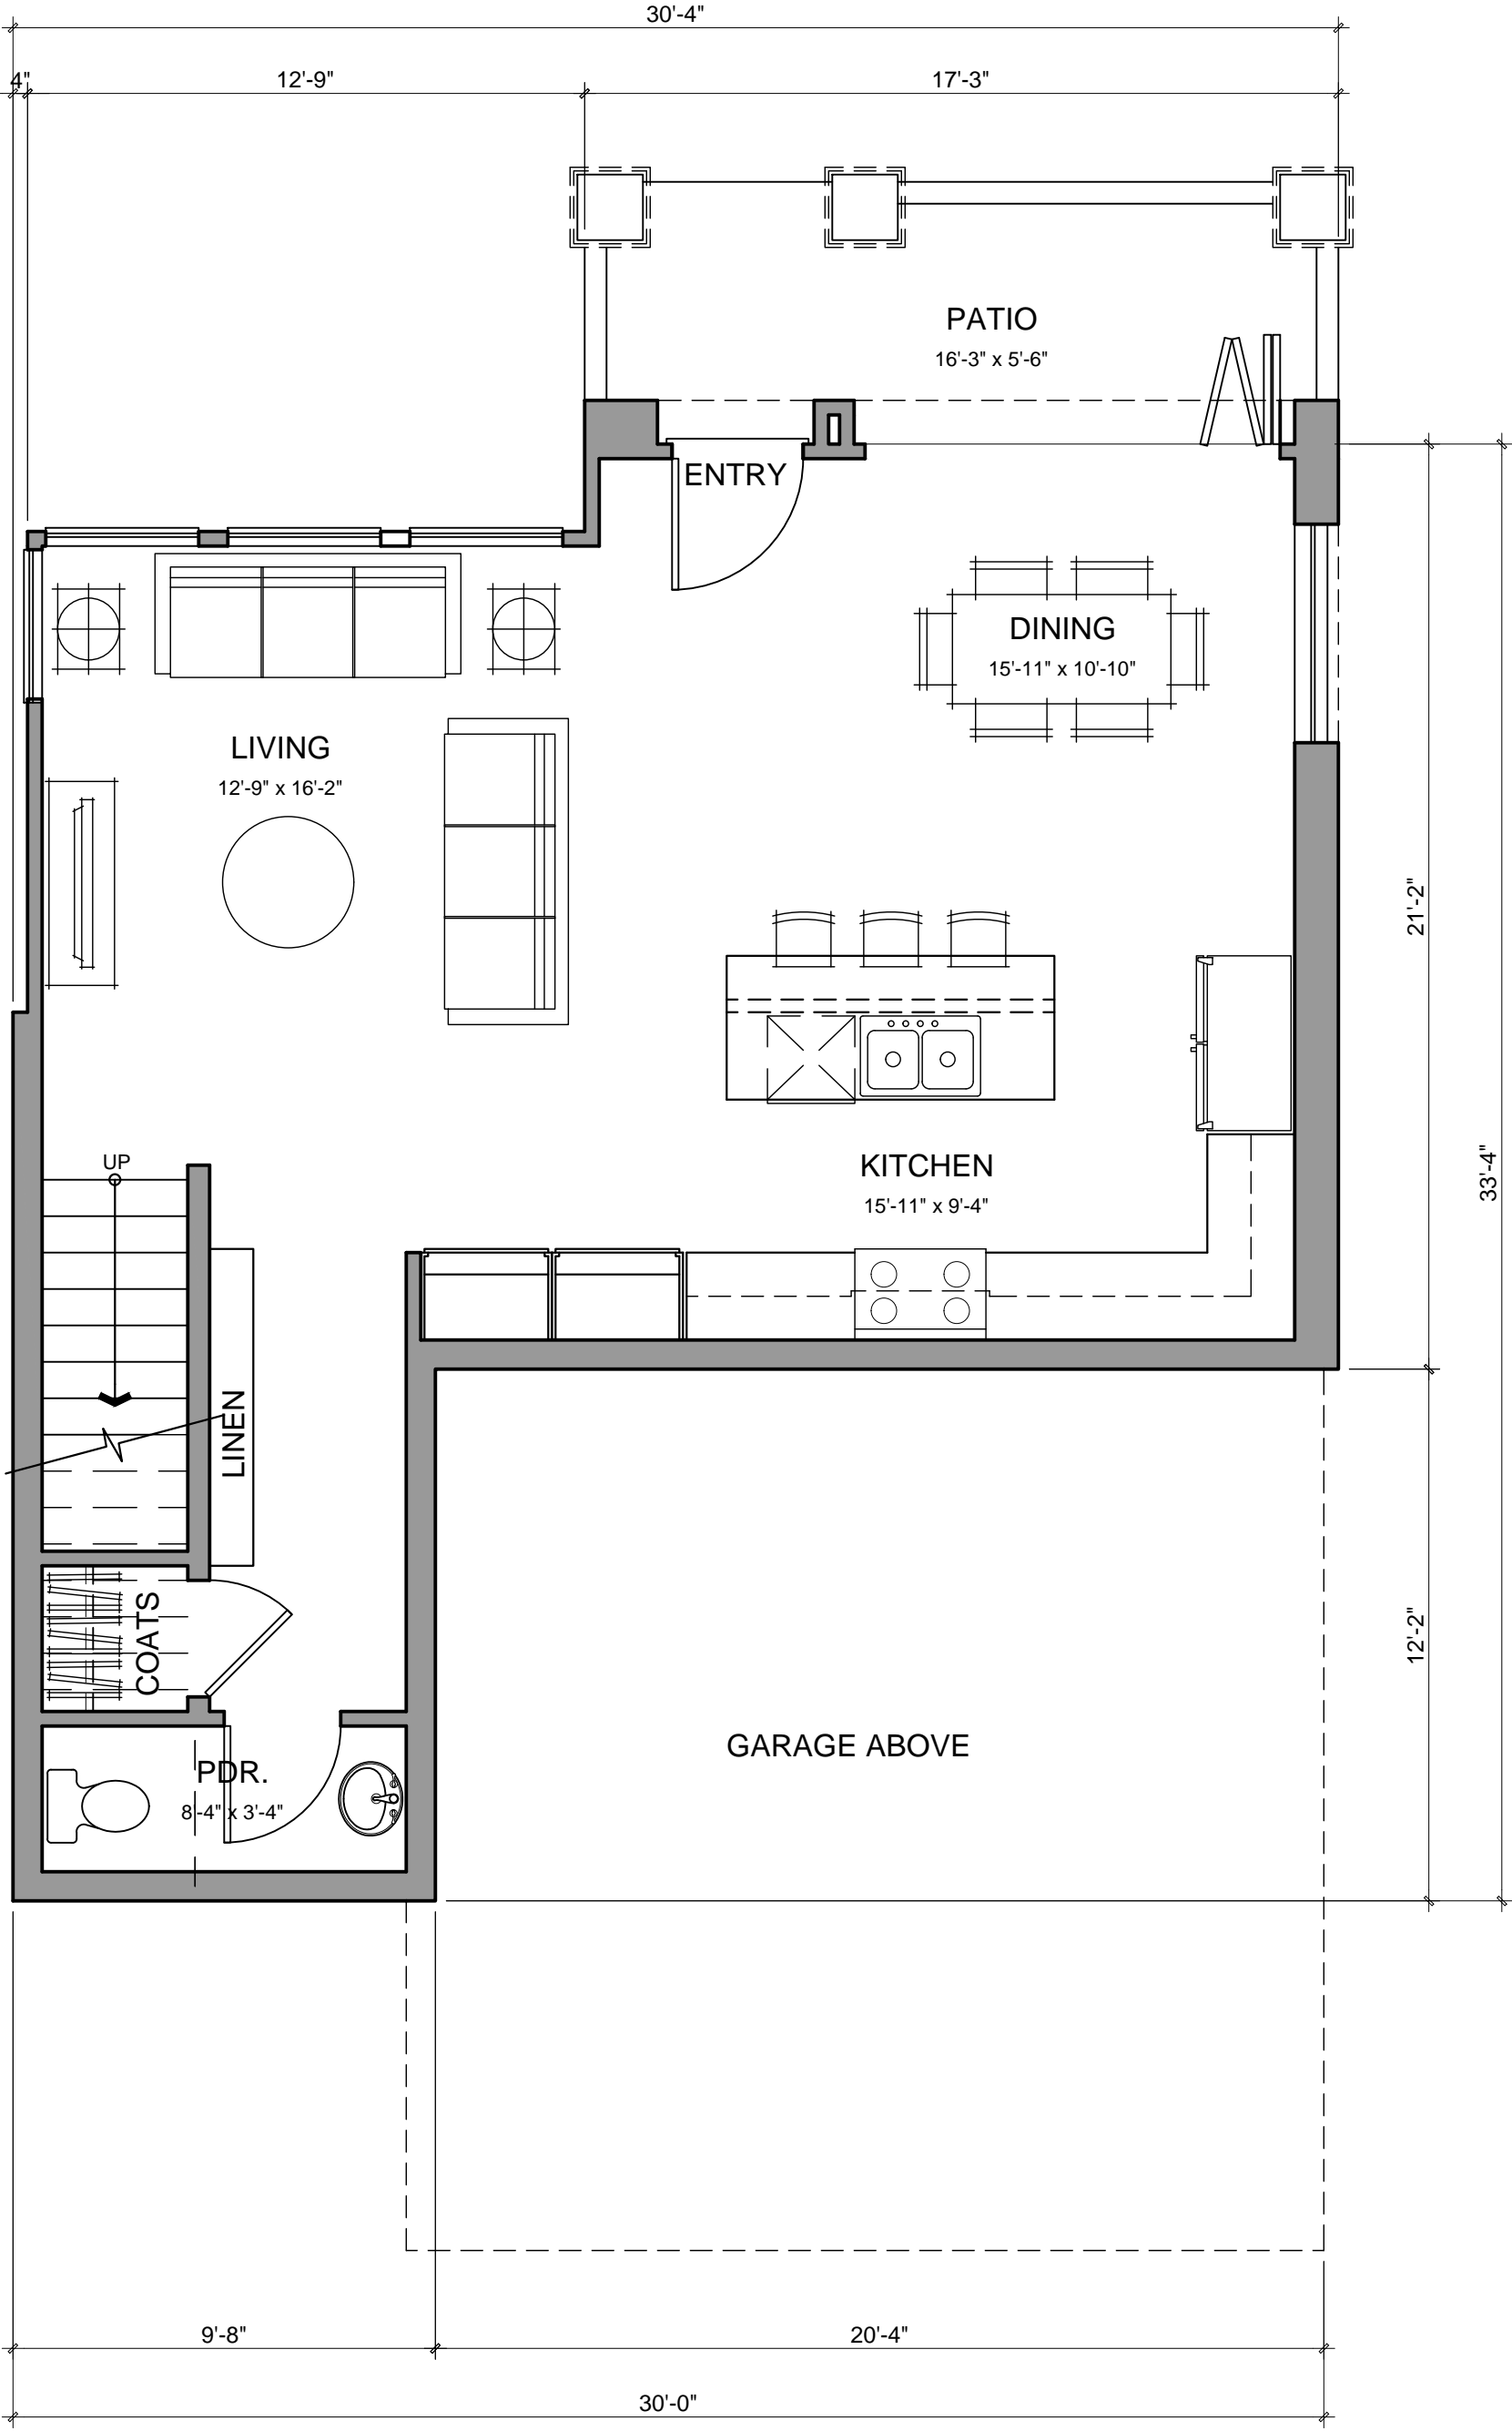 30'-4"
4"
12'-9"
17'-3"
PATIO
16'-3" x 5'-6"
ENTRY
DINING
15'-11" x 10'-10"
LIVING
12'-9" x 16'-2"
21'-2"
33'-4"
UP
KITCHEN
15'-11" x 9'-4"
LINEN
COATS
12'-2"
GARAGE ABOVE
PDR.
8'-4" x 3'-4"
9'-8"
20'-4"
30'-0"